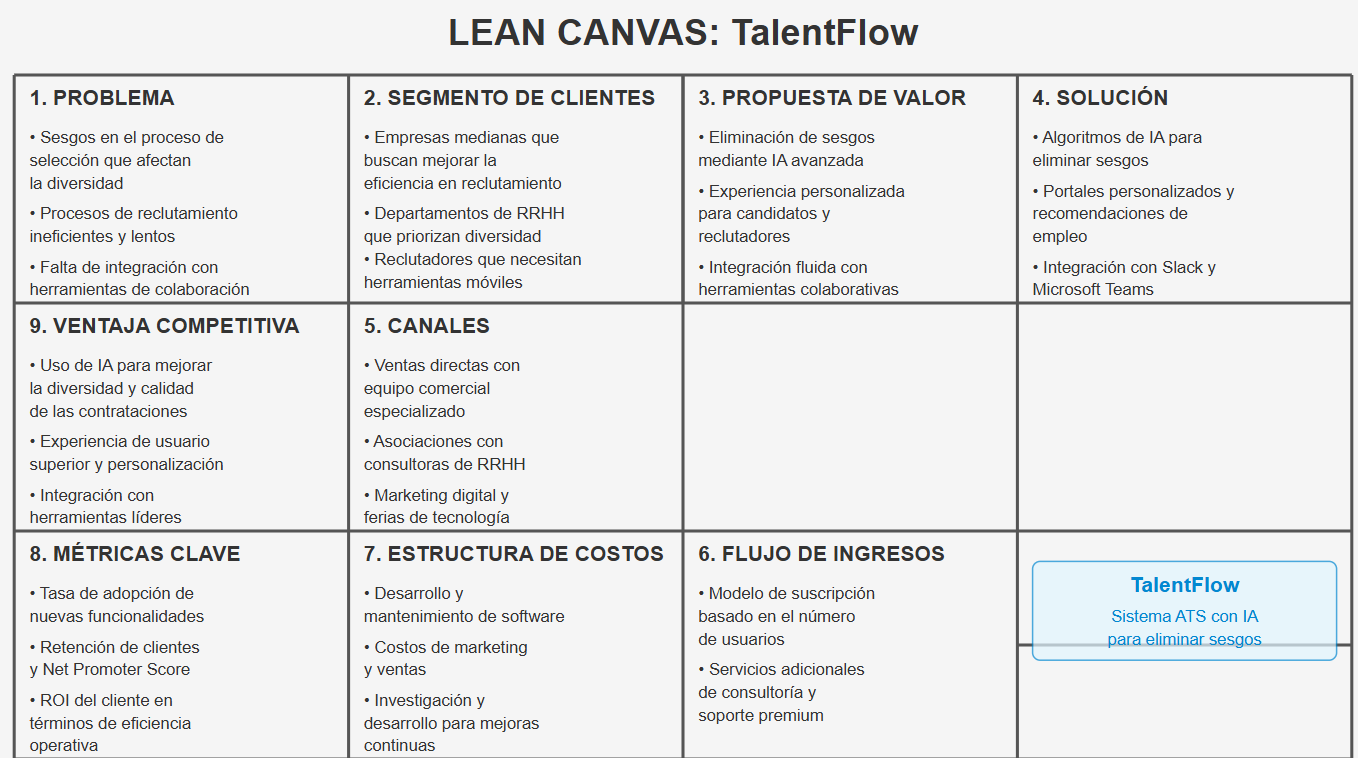 LEAN CANVAS: TalentFlow
1. PROBLEMA
• Sesgos en el proceso de
selección que afectan
la diversidad
• Procesos de reclutamiento
ineficientes y lentos
• Falta de integración con
herramientas de colaboración
2. SEGMENTO DE CLIENTES
• Empresas medianas que
buscan mejorar la
eficiencia en reclutamiento
• Departamentos de RRHH
que priorizan diversidad
• Reclutadores que necesitan
herramientas móviles
3. PROPUESTA DE VALOR
• Eliminación de sesgos
mediante IA avanzada
• Experiencia personalizada
para candidatos y
reclutadores
• Integración fluida con
herramientas colaborativas
4. SOLUCIÓN
• Algoritmos de IA para
eliminar sesgos
• Portales personalizados y
recomendaciones de
empleo
• Integración con Slack y
Microsoft Teams
9. VENTAJA COMPETITIVA
• Uso de IA para mejorar
la diversidad y calidad
de las contrataciones
• Experiencia de usuario
superior y personalización
• Integración con
herramientas líderes
5. CANALES
• Ventas directas con
equipo comercial
especializado
• Asociaciones con
consultoras de RRHH
• Marketing digital y
ferias de tecnología
8. MÉTRICAS CLAVE
• Tasa de adopción de
nuevas funcionalidades
• Retención de clientes
y Net Promoter Score
• ROI del cliente en
términos de eficiencia
operativa
7. ESTRUCTURA DE COSTOS
• Desarrollo y
mantenimiento de software
• Costos de marketing
y ventas
• Investigación y
desarrollo para mejoras
continuas
6. FLUJO DE INGRESOS
• Modelo de suscripción
basado en el número
de usuarios
• Servicios adicionales
de consultoría y
soporte premium
TalentFlow
Sistema ATS con IA
para eliminar sesgos